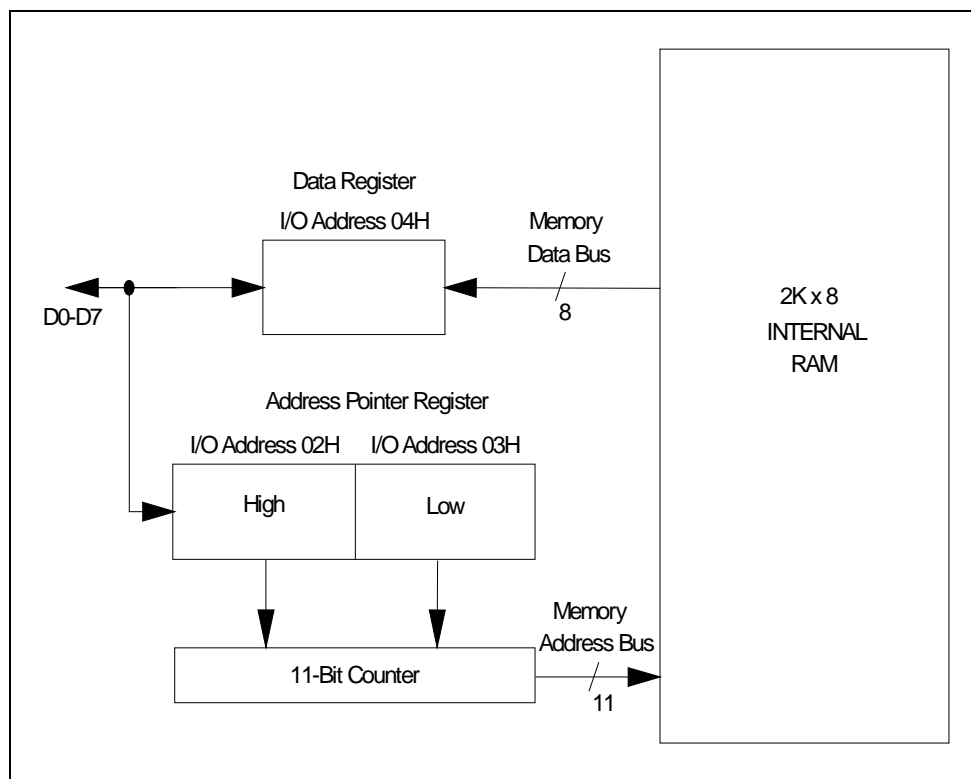 Data Register
I/O Address 04H
Memory
Data Bus
8
D0-D7
2K x 8
INTERNAL
RAM
Address Pointer Register
I/O Address 02H
I/O Address 03H
High
Low
Memory
Address Bus
11-Bit Counter
11